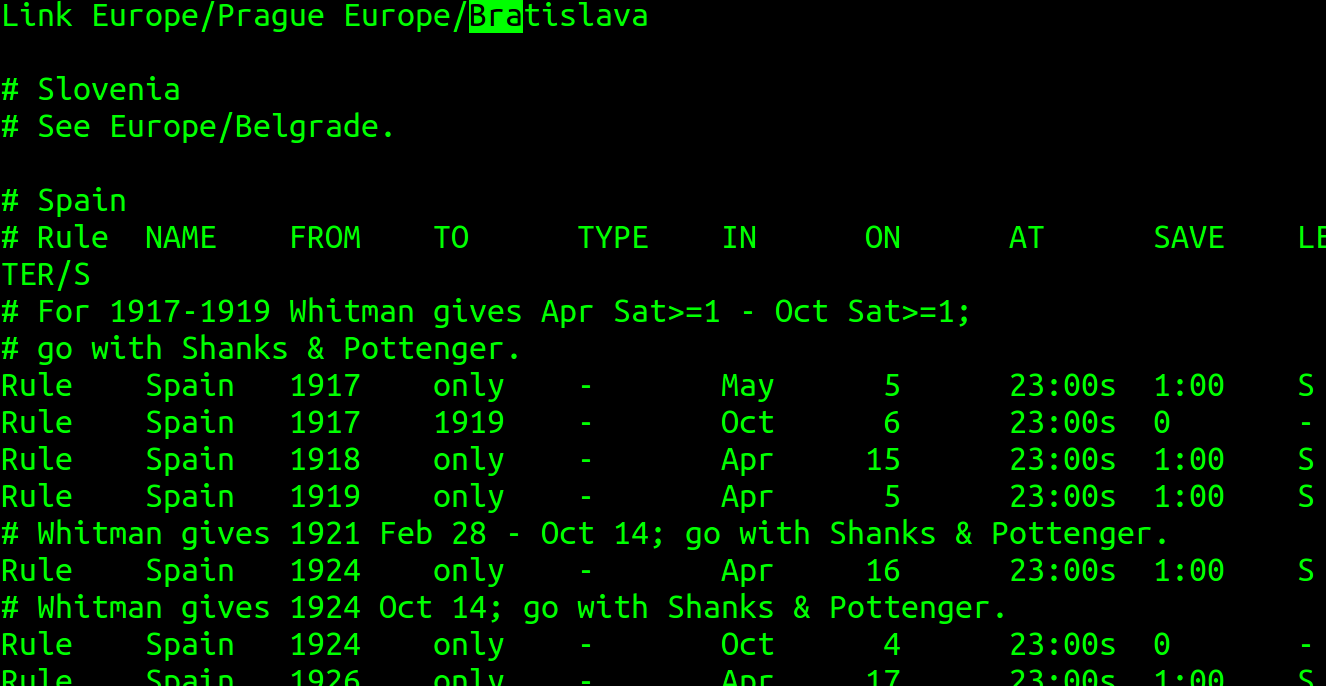 Link Europe/Prague Europe/Bratislava
# Slovenia
# See Europe/Belgrade.
# Spain
# Rule NAME FROM TO TYPE IN ON AT SAVE LE
TER/S
# For 1917-1919 Whitman gives Apr Sat>=1 - Oct Sat>=1;
# go with Shanks & Pottenger.
Rule Spain 1917 only - May 5 23:00s 1:00 S
Rule Spain 1917 1919 - Oct 6 23:00s 0 -
Rule Spain 1918 only - Apr 15 23:00s 1:00 S
Rule Spain 1919 only - Apr 5 23:00s 1:00 S
# Whitman gives 1921 Feb 28 - Oct 14; go with Shanks & Pottenger.
Rule Spain 1924 only - Apr 16 23:00s 1:00 S
# Whitman gives 1924 Oct 14; go with Shanks & Pottenger.
Rule Spain 1924 only - Oct 4 23:00s 0 -
Rule Spain 1926 only - Apr 17 23:00s 1:00 S